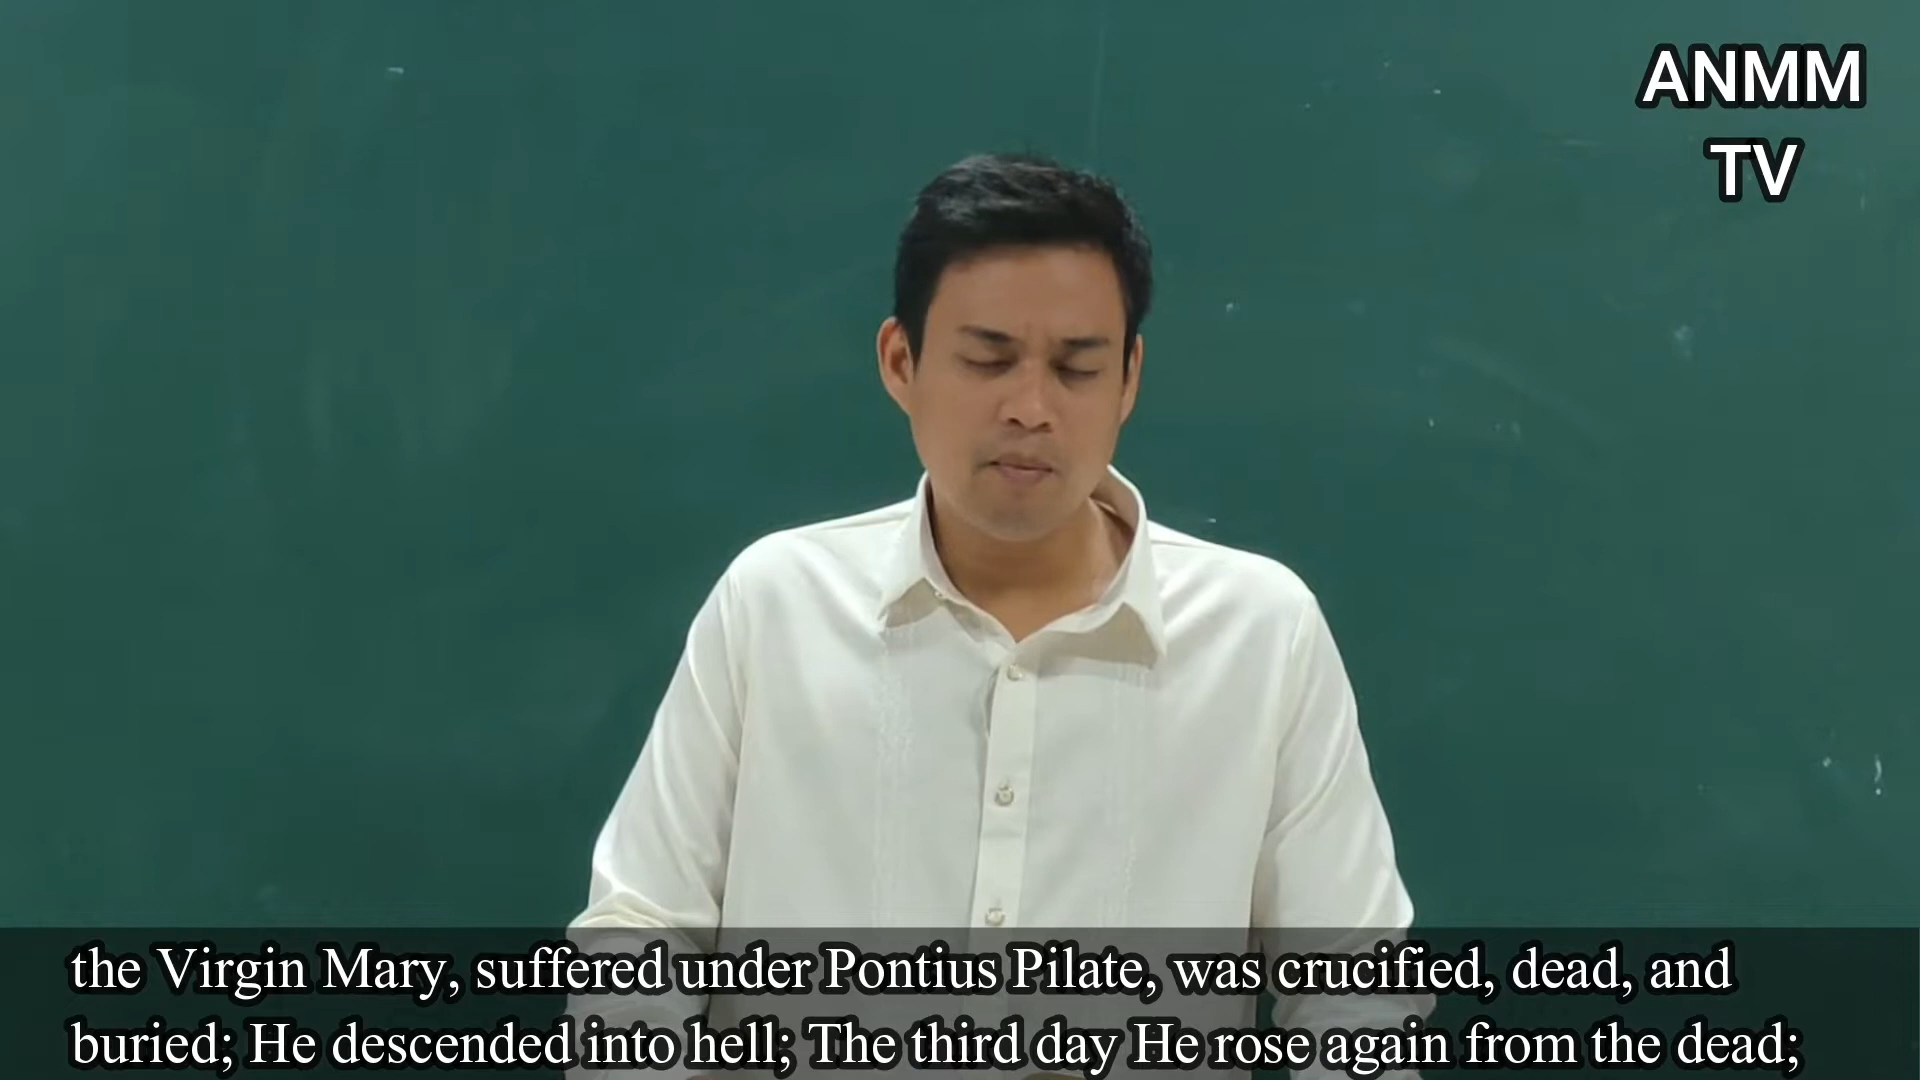 ANMM
TV
the Virgin Mary, suffered under Pontius Pilate, was crucified, dead, and
buried; He descended into hell; The third day He rose again from the dead;